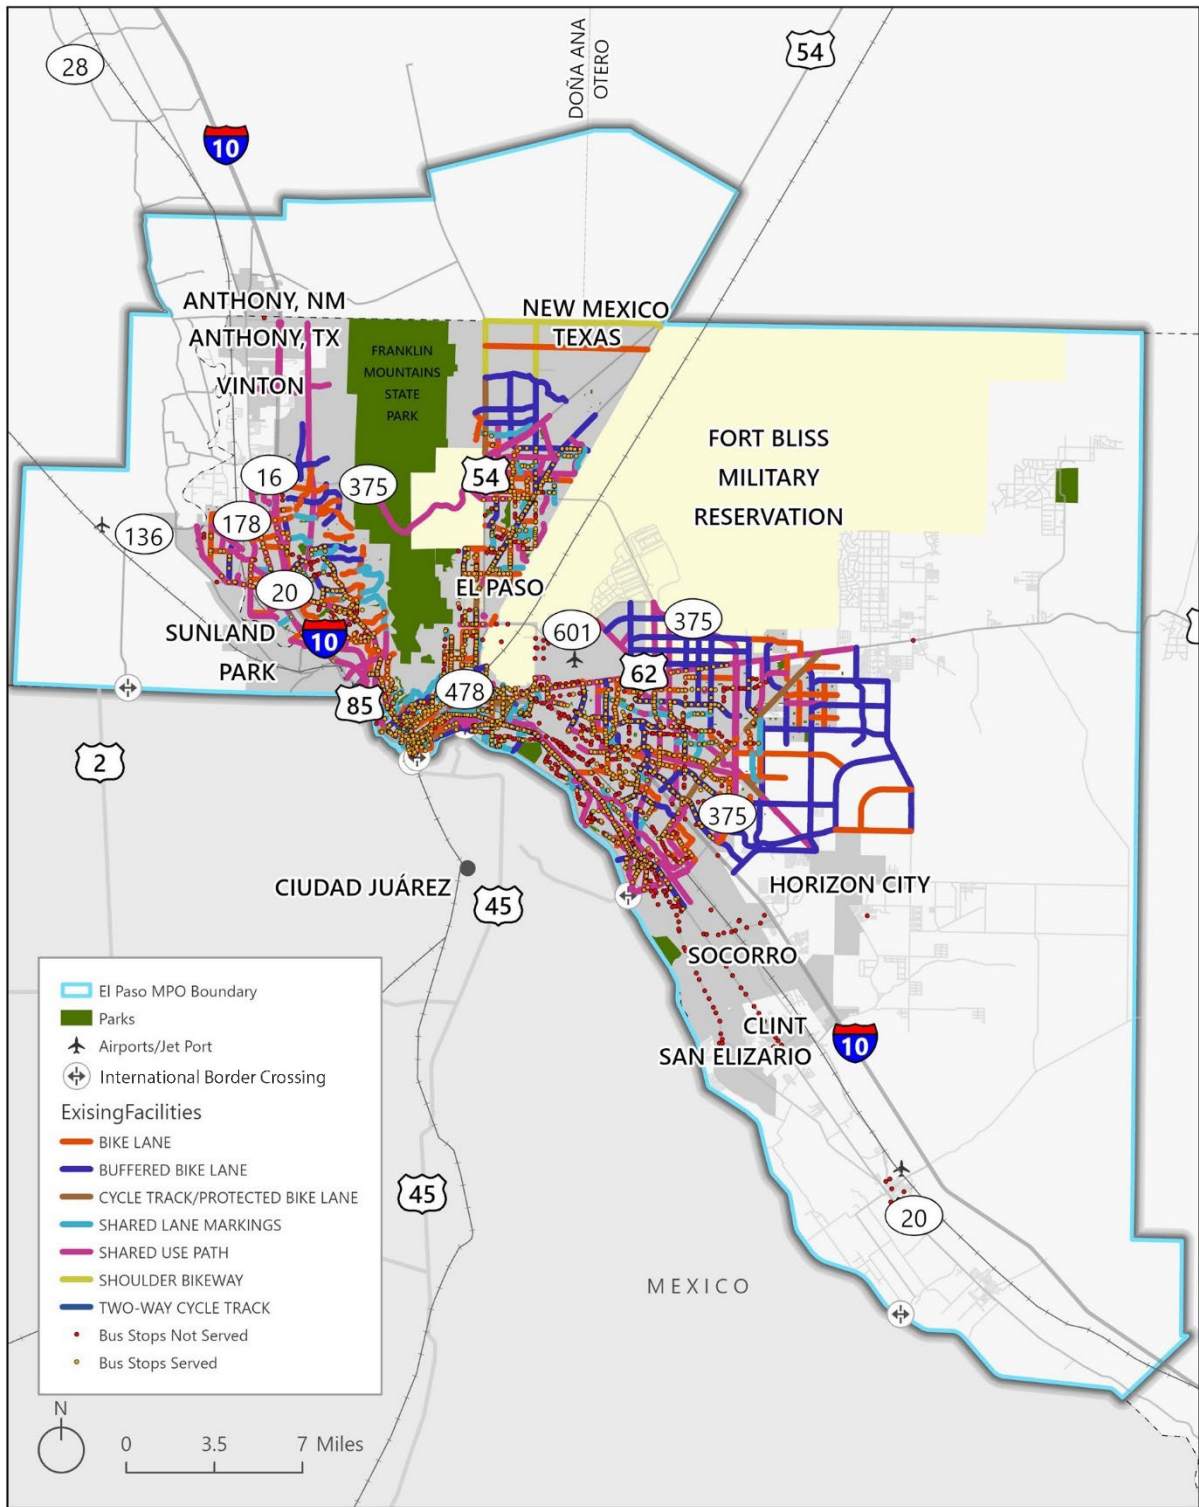 28
54
DOÑA ANA
OTERO
10
ANTHONY, NM
ANTHONY, TX
NEW MEXICO
TEXAS
FRANKLIN
MOUNTAINS
STATE
PARK
VINTON
FORT BLISS
MILITARY
RESERVATION
16
375
54
178
136
20
EL PASO
SUNLAND
PARK
10
601
375
62
85
478
2
375
CIUDAD JUÁREZ
45
HORIZON CITY
SOCORRO
CLINT
SAN ELIZARIO
10
45
20
MEXICO
El Paso MPO Boundary
Parks
Airports/Jet Port
International Border Crossing
ExisingFacilities
BIKE LANE
BUFFERED BIKE LANE
CYCLE TRACK/PROTECTED BIKE LANE
SHARED LANE MARKINGS
SHARED USE PATH
SHOULDER BIKEWAY
TWO-WAY CYCLE TRACK
Bus Stops Not Served
Bus Stops Served
N
0 3.5 7 Miles